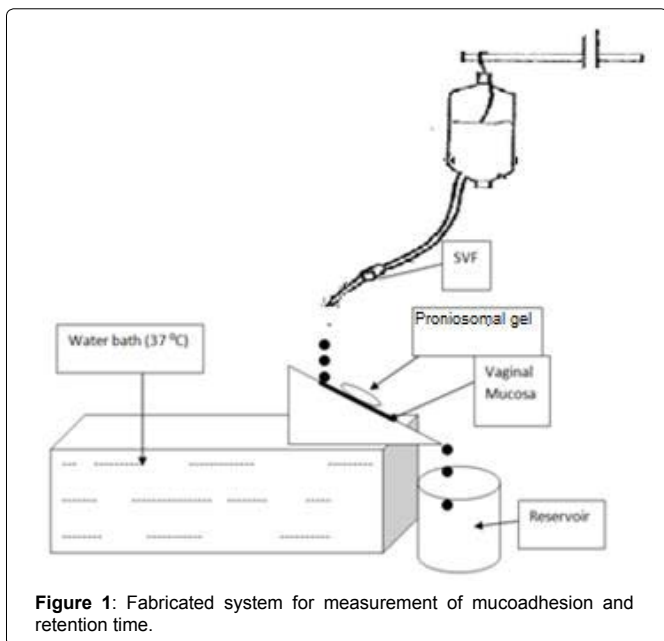 SVF
Proniosomal gel
Water bath (37 ⁰C)
Vaginal
Mucosa
Reservoir
Figure 1: Fabricated system for measurement of mucoadhesion and
retention time.